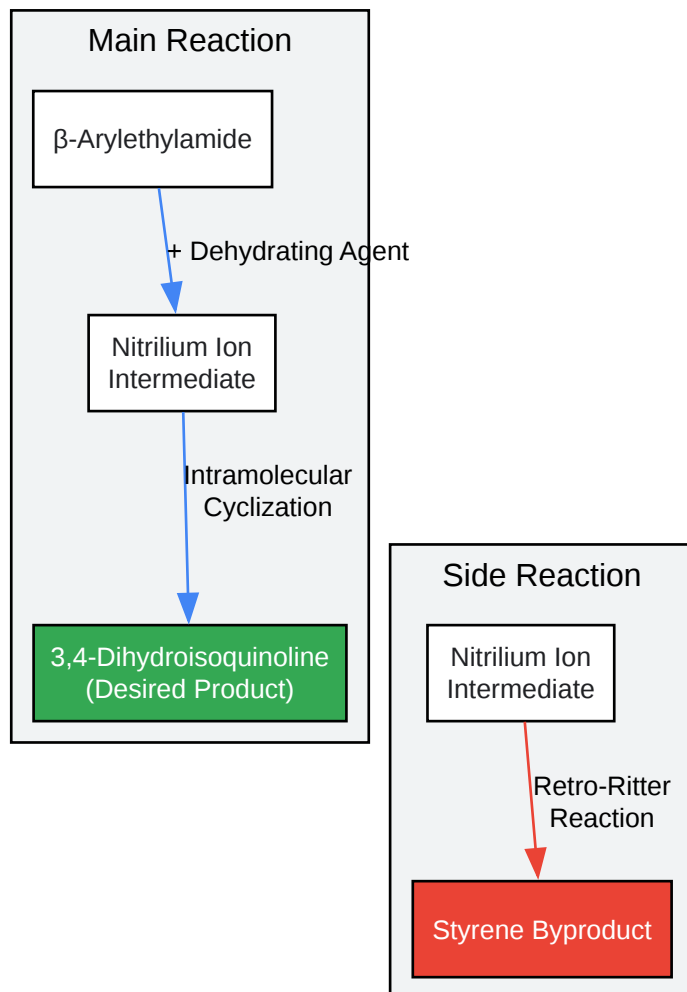 Main Reaction
β-Arylethylamide
+ Dehydrating Agent
Nitrilium Ion
Intermediate
Intramolecular
Cyclization
3,4-Dihydroisoquinoline
(Desired Product)
Side Reaction
Nitrilium Ion
Intermediate
Retro-Ritter
Reaction
Styrene Byproduct